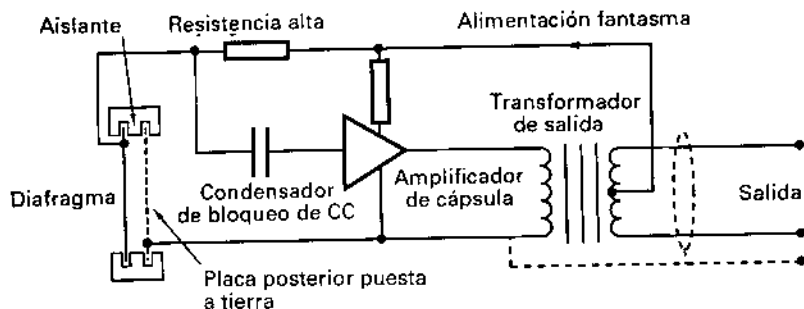 Aislante
Resistencia alta
Alimentación fantasma
Transformador
de salida
Diafragma
Condensador
de bloqueo de CC
Amplificador
de cápsula
Salida
Placa posterior puesta
a tierra